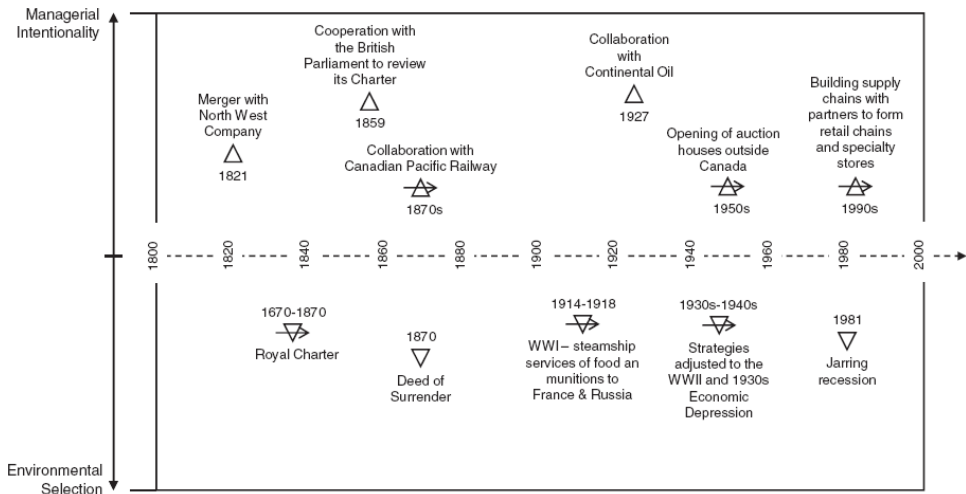 Managerial
Intentionality
Cooperation with
the British
Parliament to review
its Charter
1859
Merger with
North West
Company
1821
Collaboration with
Canadian Pacific Railway
1870s
Collaboration
with
Continental Oil
1927
Opening of auction
houses outside
Canada
1950s
Building supply
chains with
partners to form
retail chains
and specialty
stores
1990s
1800
1820
1840
1860
1880
1900
1920
1940
1960
1980
2000
1670-1870
Royal Charter
1870
Deed of
Surrender
1914-1918
WWI – steamship
services of food an
munitions to
France & Russia
1930s-1940s
Strategies
adjusted to the
WWII and 1930s
Economic
Depression
1981
Jarring
recession
Environmental
Selection